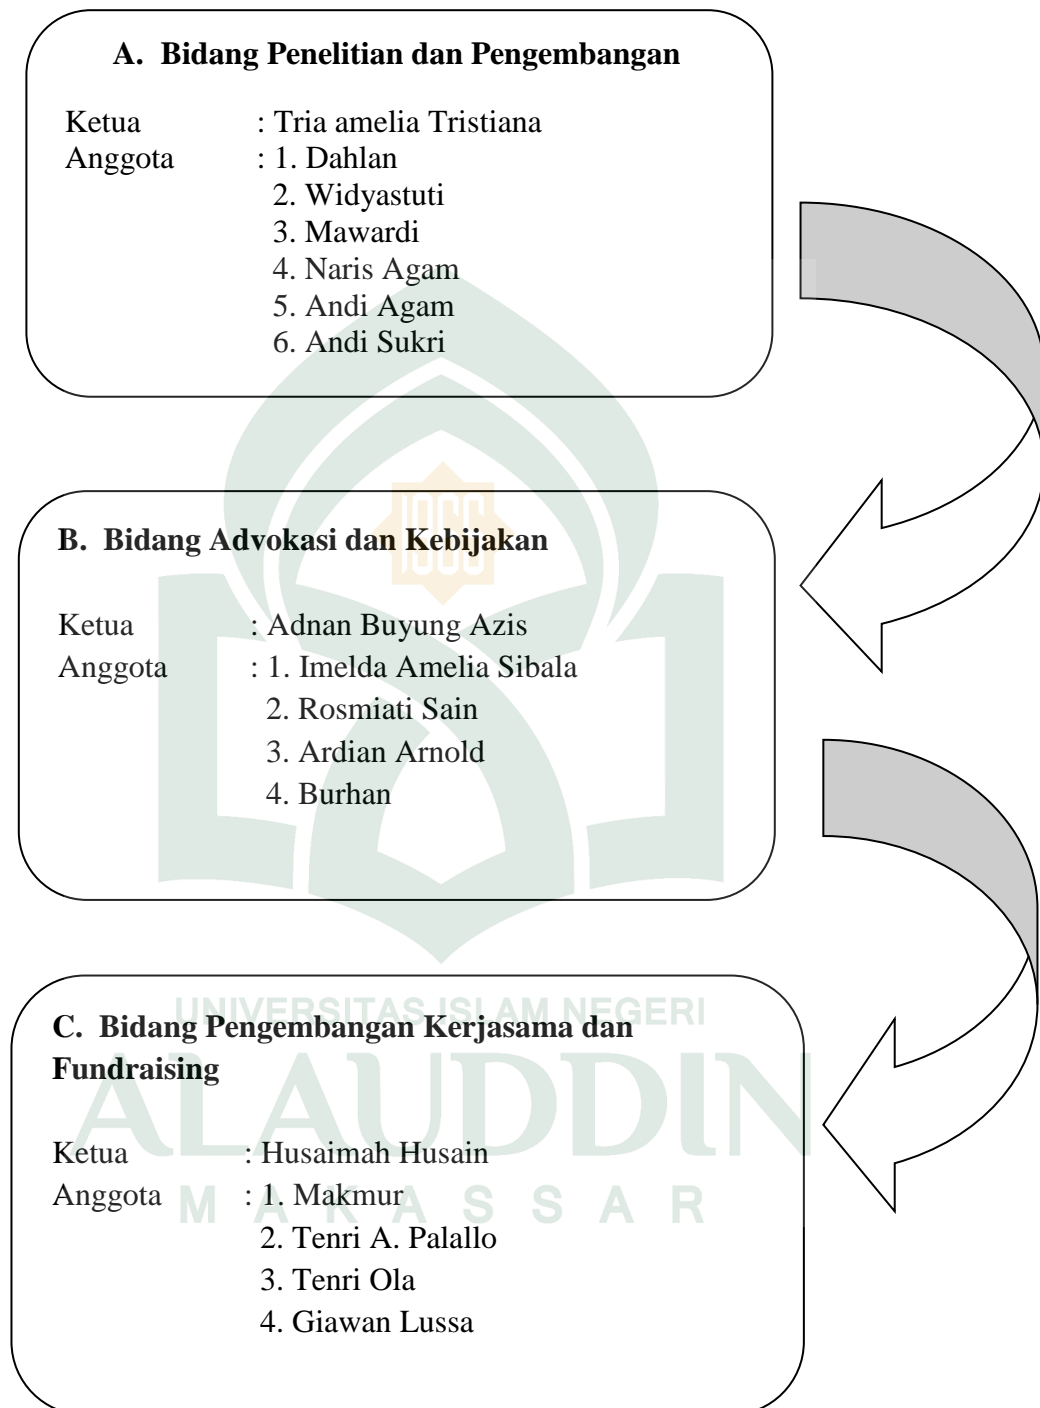 A. Bidang Penelitian dan Pengembangan
Ketua : Tria amelia Tristiana
Anggota : 1. Dahlan
2. Widyastuti
3. Mawardi
4. Naris Agam
5. Andi Agam
6. Andi Sukri
B. Bidang Advokasi dan Kebijakan
Ketua : Adnan Buyung Azis
Anggota : 1. Imelda Amelia Sibala
2. Rosmiati Sain
3. Ardian Arnold
4. Burhan
UNIVERSITAS ISLAM NEGERI
C. Bidang Pengembangan Kerjasama dan
Fundraising
ALAUDDIN
Ketua : Husaimah Husain
Anggota : 1. Makmur
MAKASSAR
2. Tenri A. Palallo
3. Tenri Ola
4. Giawan Lussa